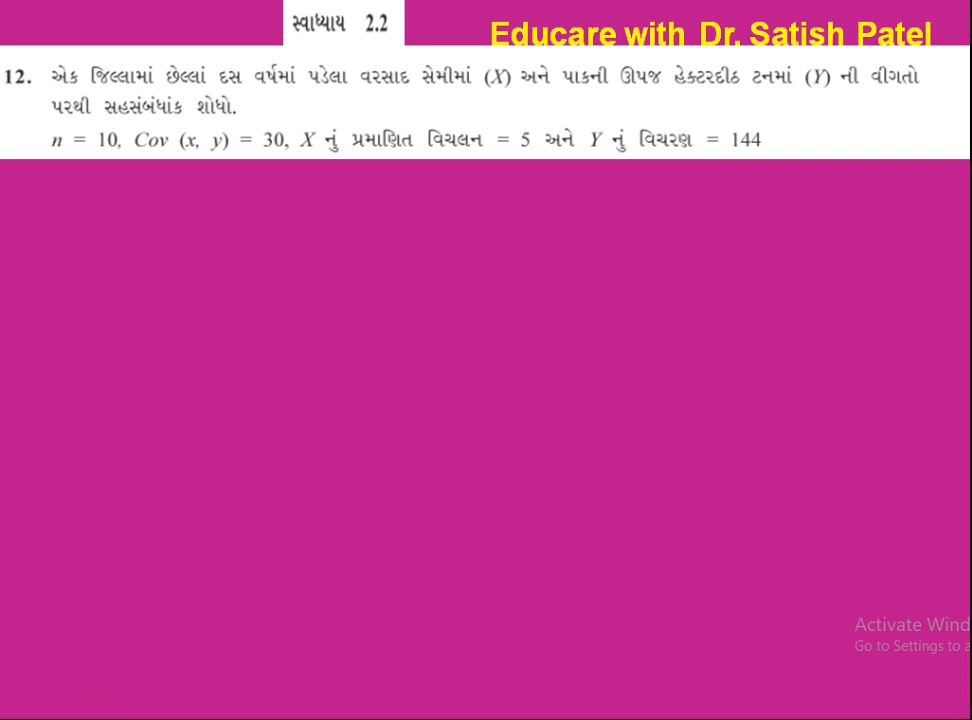 સ્વાધ્યાય 2.2
Educare with Dr. Satish Patel
12. એક જિલ્લામાં છેલ્લાં દસ વર્ષમાં પડેલા વરસાદ સેમીમાં (X) અને પાકની ઊપજ હેક્ટરદીઠ ટનમાં (Y) ની વીગતો
પરથી સહસંબંધાંક શોધો.
n = 10, Cov (x, y) = 30, X નું પ્રમાણિત વિચલન = 5 અને Y નું વિચરણ = 144
Activate Wind
Go to Settings to a